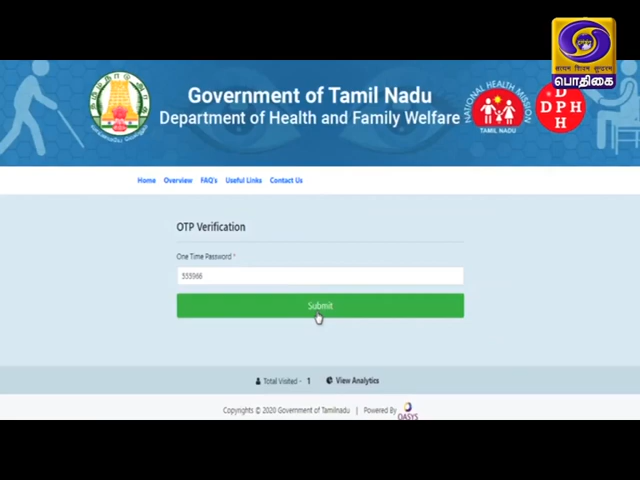 பொதிகை
Government of Tamil Nadu
Department of Health and Family Welfare
NATIONAL HEALTH MISSION
TAMIL NADU
D
DPH
H
Home Overview FAQ's Useful Links Contact Us
OTP Verification
One Time Password *
Submit
Total Visited - 1 View Analytics
Copyrights © 2020 Government of Tamilnadu | Powered By OASYS